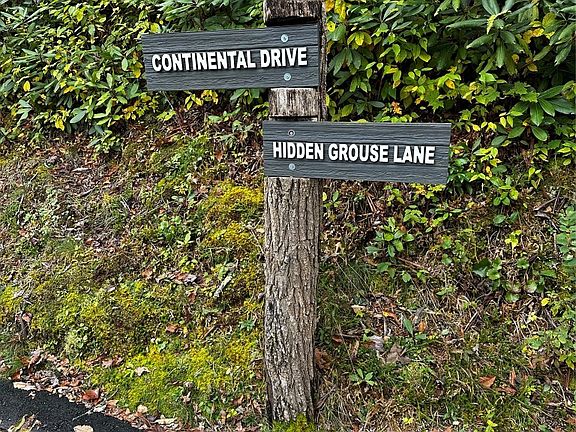 CONTINENTAL DRIVE
HIDDEN GROUSE LANE